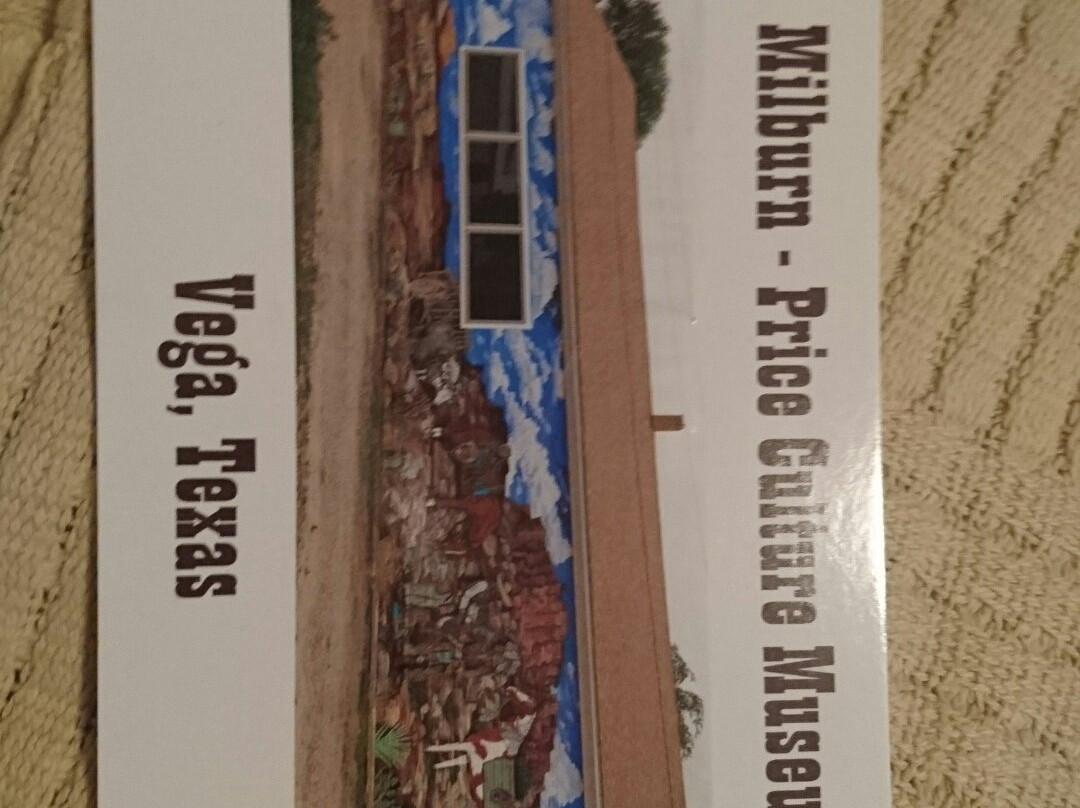 Milburn - Price Culture Museu
Vega, Texas